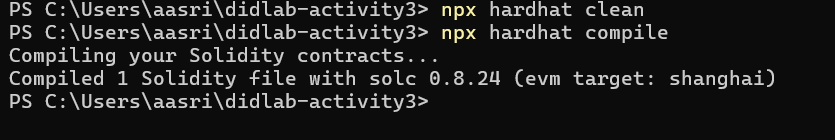 PS C:\Users\aasri\didlab-activity3> npx hardhat clean
PS C:\Users\aasri\didlab-activity3> npx hardhat compile
Compiling your Solidity contracts...
Compiled 1 Solidity file with solc 0.8.24 (evm target: shanghai)
PS C:\Users\aasri\didlab-activity3>